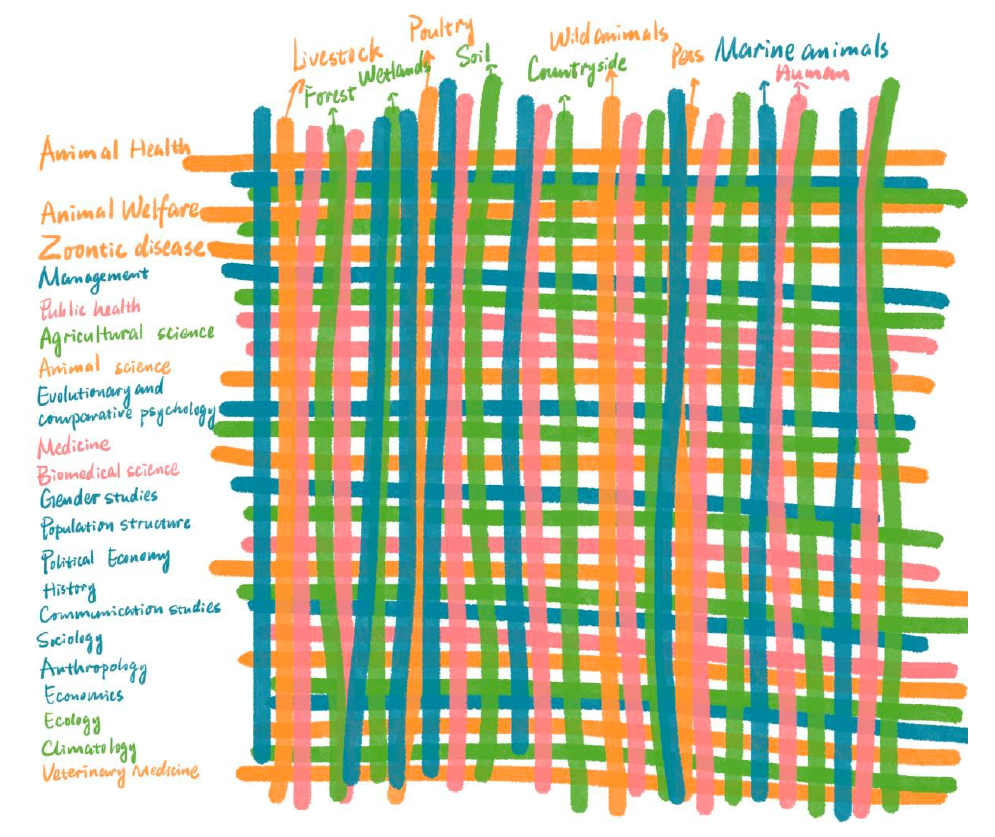 Poultry
Livestock
Wetlands
Soil
Wild animals
Marine animals
Forest
Countryside
Pets
Human
Animal Health
Animal Welfare
Zoontic disease
Management
Public health
Agricultural science
Animal science
Evolutionary and
comparative psychology
Medicine
Biomedical science
Gender studies
Population structure
Political Economy
History
Communication studies
Sociology
Anthropology
Economics
Ecology
Climatology
Veterinary Medicine